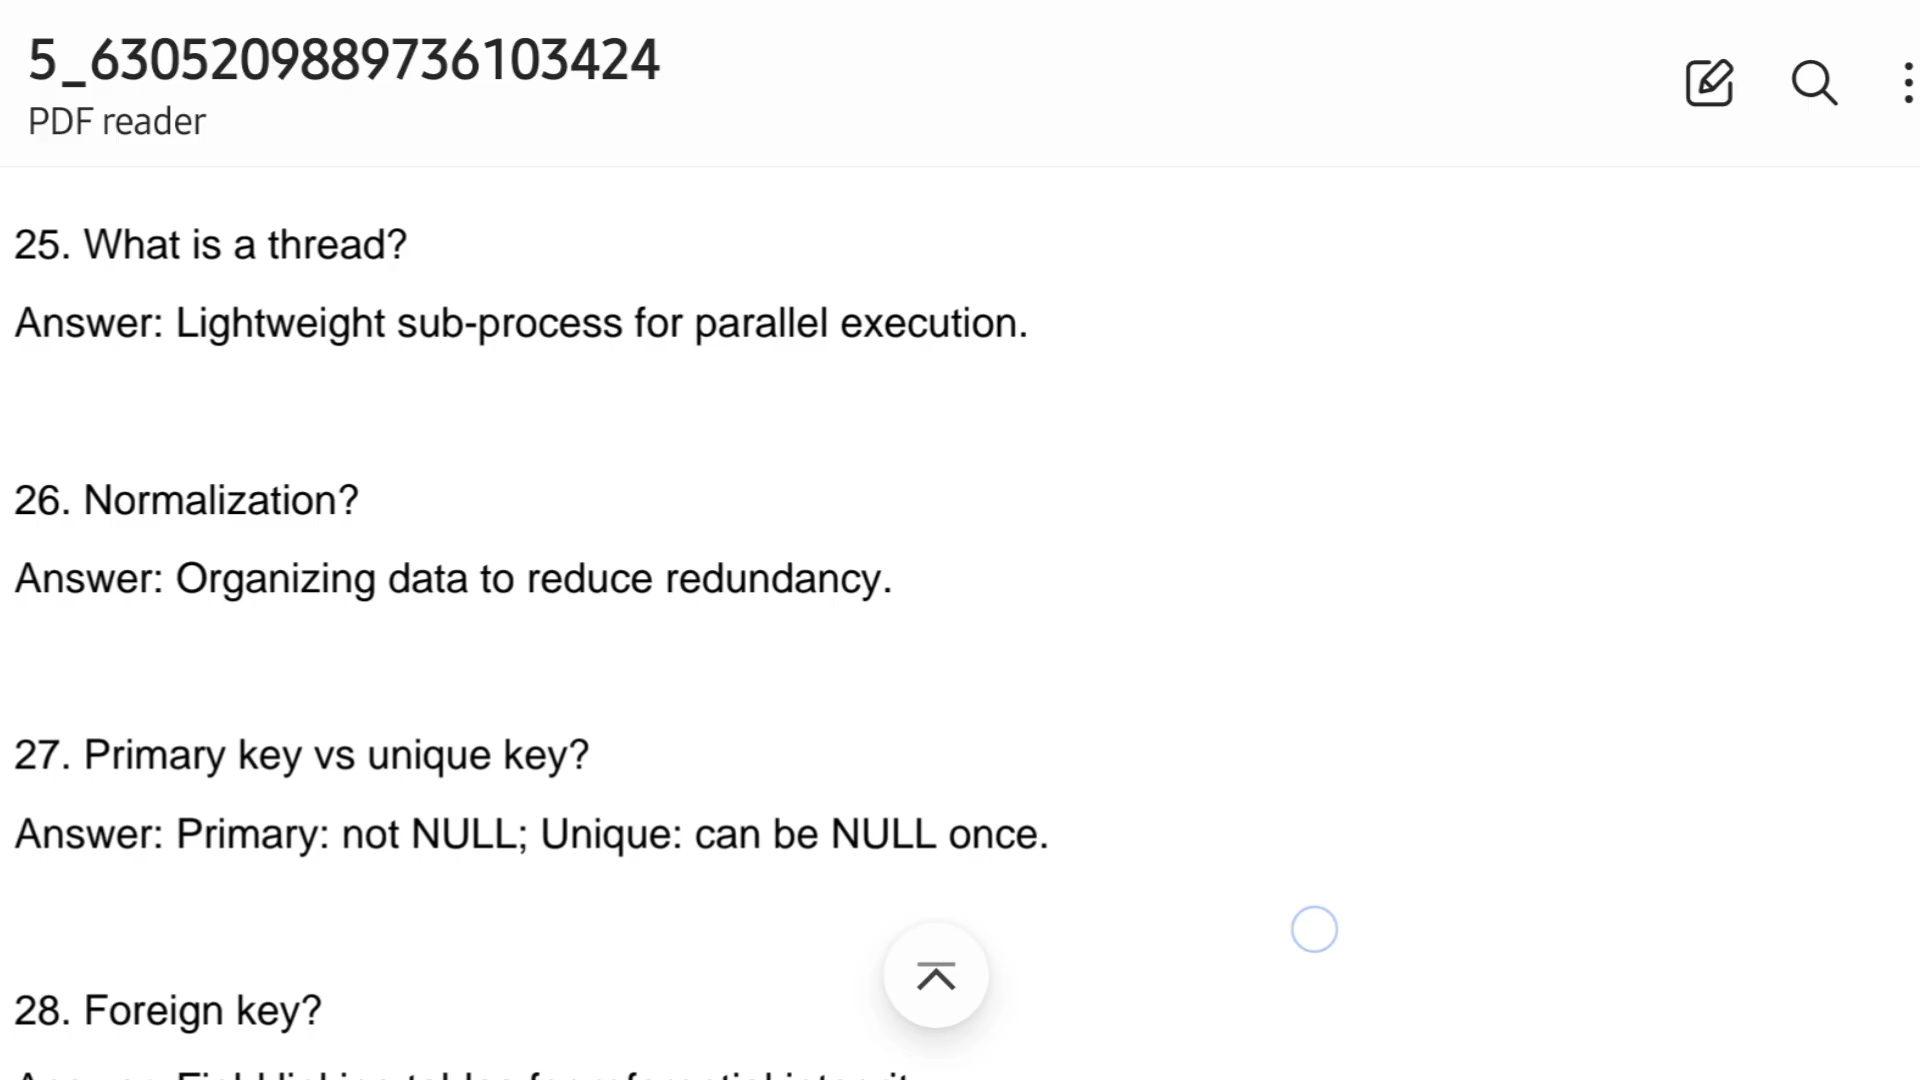 5_6305209889736103424
PDF reader
25. What is a thread?
Answer: Lightweight sub-process for parallel execution.
26. Normalization?
Answer: Organizing data to reduce redundancy.
27. Primary key vs unique key?
Answer: Primary: not NULL; Unique: can be NULL once.
28. Foreign key?